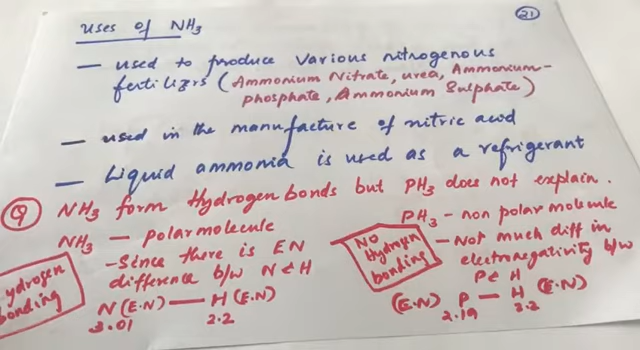 21
uses of NH3
— used to produce various nitrogenous
fertilizrs (Ammonium Nitrate, urea, Ammonium-
phosphate, Ammonium Sulphate)
— used in the manufacture of nitric acid
— Liquid ammonia is used as a refrigerant
Q NH3 form Hydrogen bonds but PH3 does not explain.
NH3 — polar molecule
- Since there is EN
difference b/w N & H
ydrogen
bonding
N (E.N) — H (E.N)
3.01 2.2
No
Hydrogen
bonding
PH3 - non polar molecule
- Not much diff in
electronegativity b/w
P & H
(E.N) P — H (E.N)
2.19 2.2